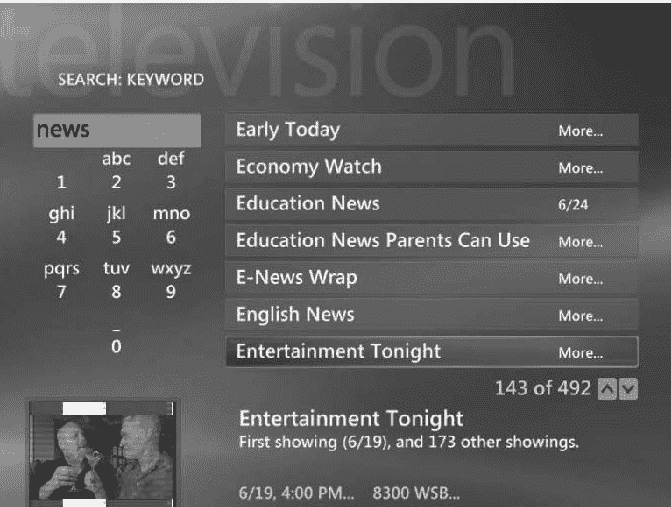 television
SEARCH: KEYWORD
news
abc def
1 2 3
ghi jkl mno
4 5 6
pqrs tuv wxyz
7 8 9
_
0
Early Today More...
Economy Watch More...
Education News 6/24
Education News Parents Can Use More...
E-News Wrap More...
English News More...
Entertainment Tonight More...
143 of 492
Entertainment Tonight
First showing (6/19), and 173 other showings.
6/19, 4:00 PM... 8300 WSB...